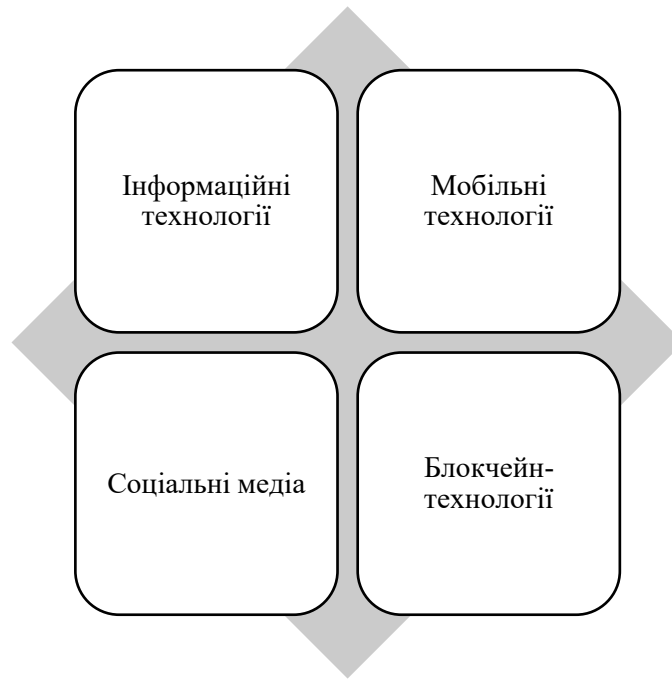 Інформаційні
технології
Мобільні
технології
Соціальні медіа
Блокчейн-
технології